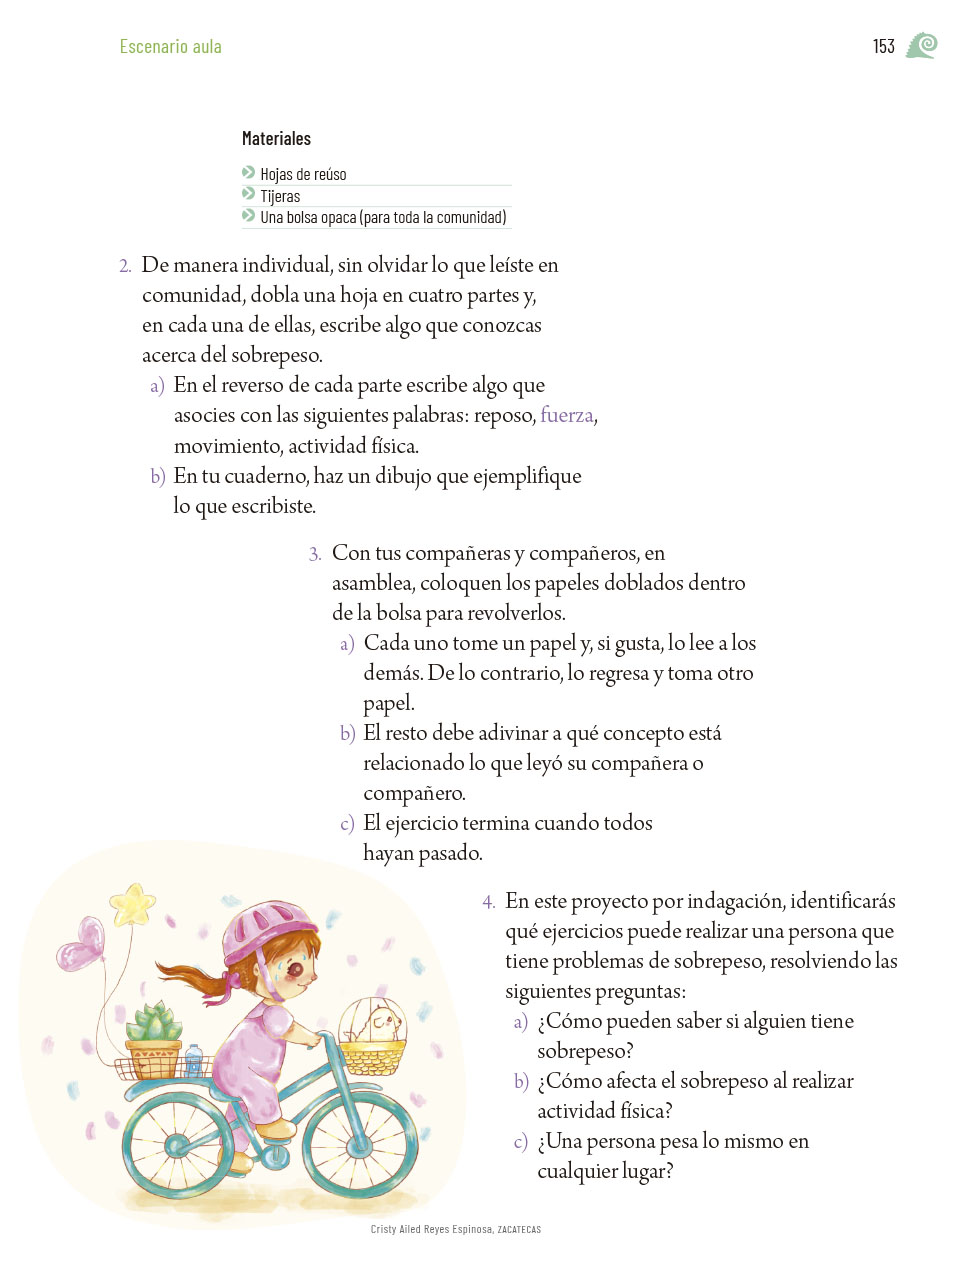 Escenario aula
153
Materiales
Hojas de reúso
Tijeras
Una bolsa opaca (para toda la comunidad)
2. De manera individual, sin olvidar lo que leíste en
comunidad, dobla una hoja en cuatro partes y,
en cada una de ellas, escribe algo que conozcas
acerca del sobrepeso.
a) En el reverso de cada parte escribe algo que
asocies con las siguientes palabras: reposo, fuerza,
movimiento, actividad física.
b) En tu cuaderno, haz un dibujo que ejemplifique
lo que escribiste.
3. Con tus compañeras y compañeros, en
asamblea, coloquen los papeles doblados dentro
de la bolsa para revolverlos.
a) Cada uno tome un papel y, si gusta, lo lee a los
demás. De lo contrario, lo regresa y toma otro
papel.
b) El resto debe adivinar a qué concepto está
relacionado lo que leyó su compañera o
compañero.
c) El ejercicio termina cuando todos
hayan pasado.
4. En este proyecto por indagación, identificarás
qué ejercicios puede realizar una persona que
tiene problemas de sobrepeso, resolviendo las
siguientes preguntas:
a) ¿Cómo pueden saber si alguien tiene
sobrepeso?
b) ¿Cómo afecta el sobrepeso al realizar
actividad física?
c) ¿Una persona pesa lo mismo en
cualquier lugar?
Cristy Ailed Reyes Espinosa, ZACATECAS